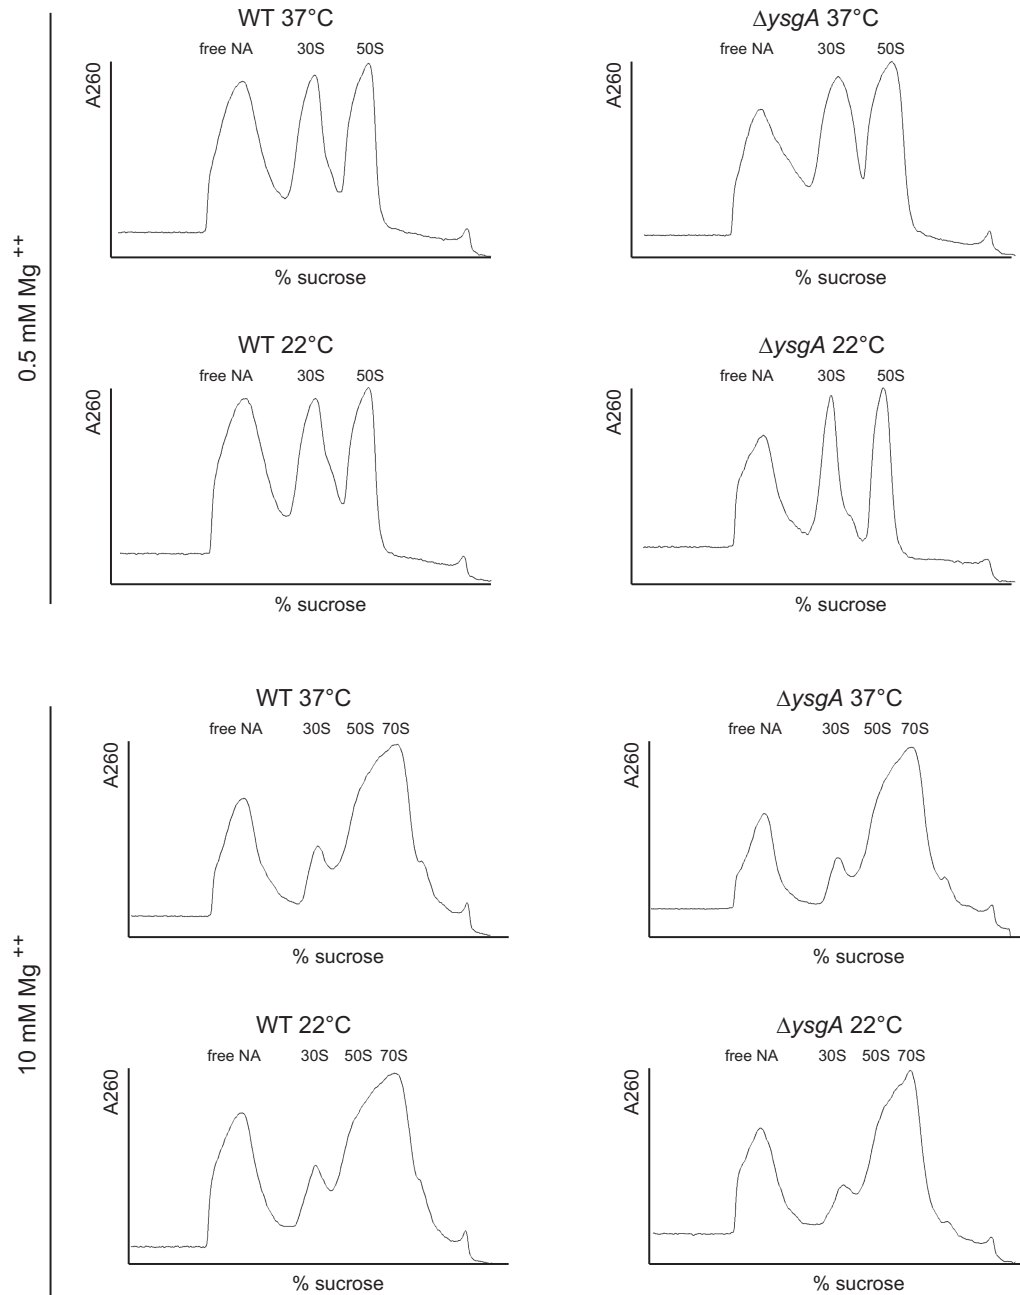 WT 37°C
free NA 30S 50S
A260
% sucrose
ΔysgA 37°C
free NA 30S 50S
A260
% sucrose
0.5 mM Mg ++
WT 22°C
free NA 30S 50S
A260
% sucrose
ΔysgA 22°C
free NA 30S 50S
A260
% sucrose
WT 37°C
free NA 30S 50S 70S
A260
% sucrose
ΔysgA 37°C
free NA 30S 50S 70S
A260
% sucrose
10 mM Mg ++
WT 22°C
free NA 30S 50S 70S
A260
% sucrose
ΔysgA 22°C
free NA 30S 50S 70S
A260
% sucrose